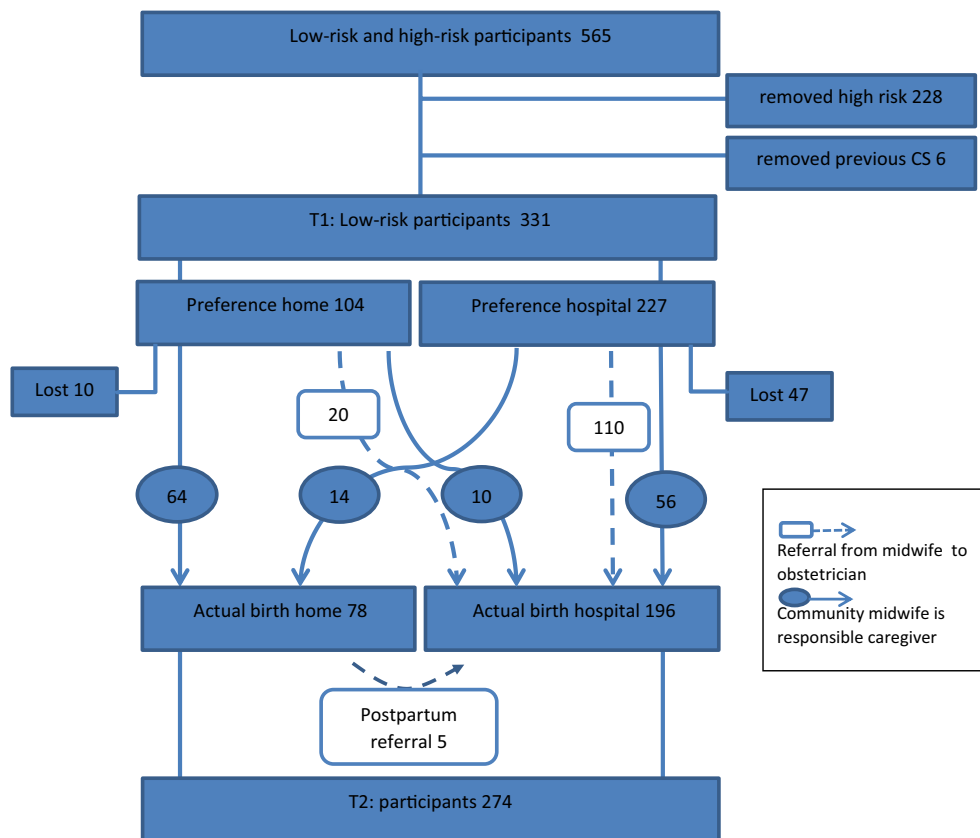 Low-risk and high-risk participants 565
removed high risk 228
removed previous CS 6
T1: Low-risk participants 331
Preference home 104
Preference hospital 227
Lost 10
Lost 47
20
110
64
14
10
56
Referral from midwife to
obstetrician
Community midwife is
responsible caregiver
Actual birth home 78
Actual birth hospital 196
Postpartum
referral 5
T2: participants 274